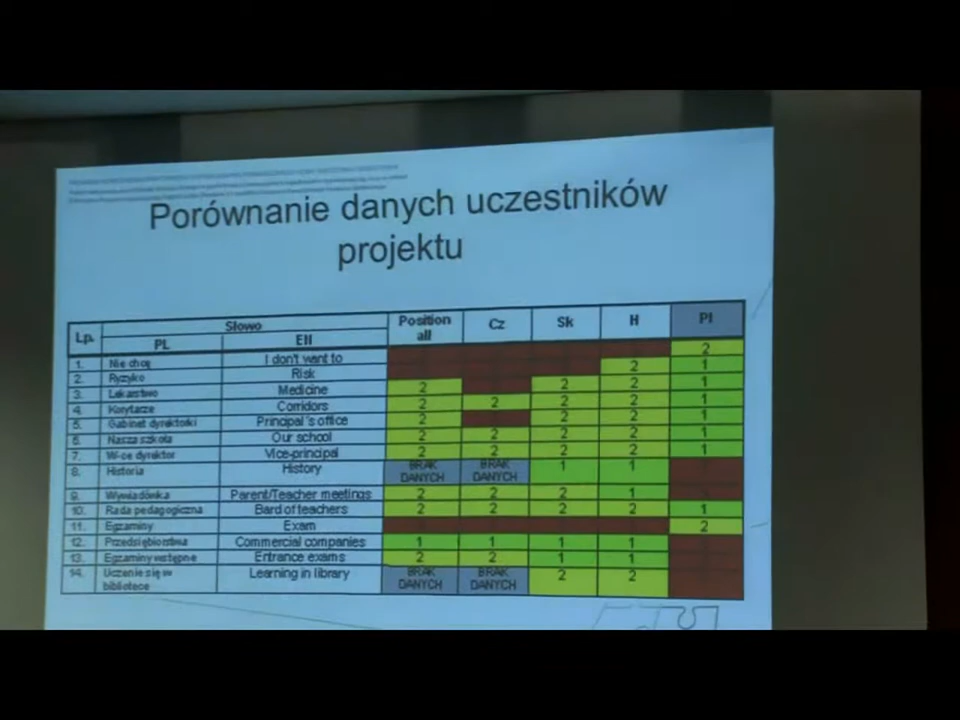 Porównanie danych uczestników
projektu
Lp. Słowo Position all Cz Sk H Pl
PL EN
1. Nie chcę I don't want to 2
2. Ryzyko Risk 2 1
3. Lekarstwo Medicine 2 2 2 1
4. Korytarze Corridors 2 2 2 2 1
5. Gabinet dyrektorki Principal's office 2 2 2 1
6. Nasza szkoła Our school 2 2 2 2 1
7. W-ce dyrektor Vice-principal 2 2 2 2 1
8. Historia History BRAK DANYCH BRAK DANYCH 1 1
9. Wywiadówka Parent/Teacher meetings 2 2 2 1
10. Rada pedagogiczna Bard of teachers 2 2 2 2 1
11. Egzaminy Exam 2
12. Przedsiębiorstwa Commercial companies 1 1 1 1
13. Egzaminy wstępne Entrance exams 2 2 1 1
14. Uczenie się w bibliotece Learning in library BRAK DANYCH BRAK DANYCH 2 2